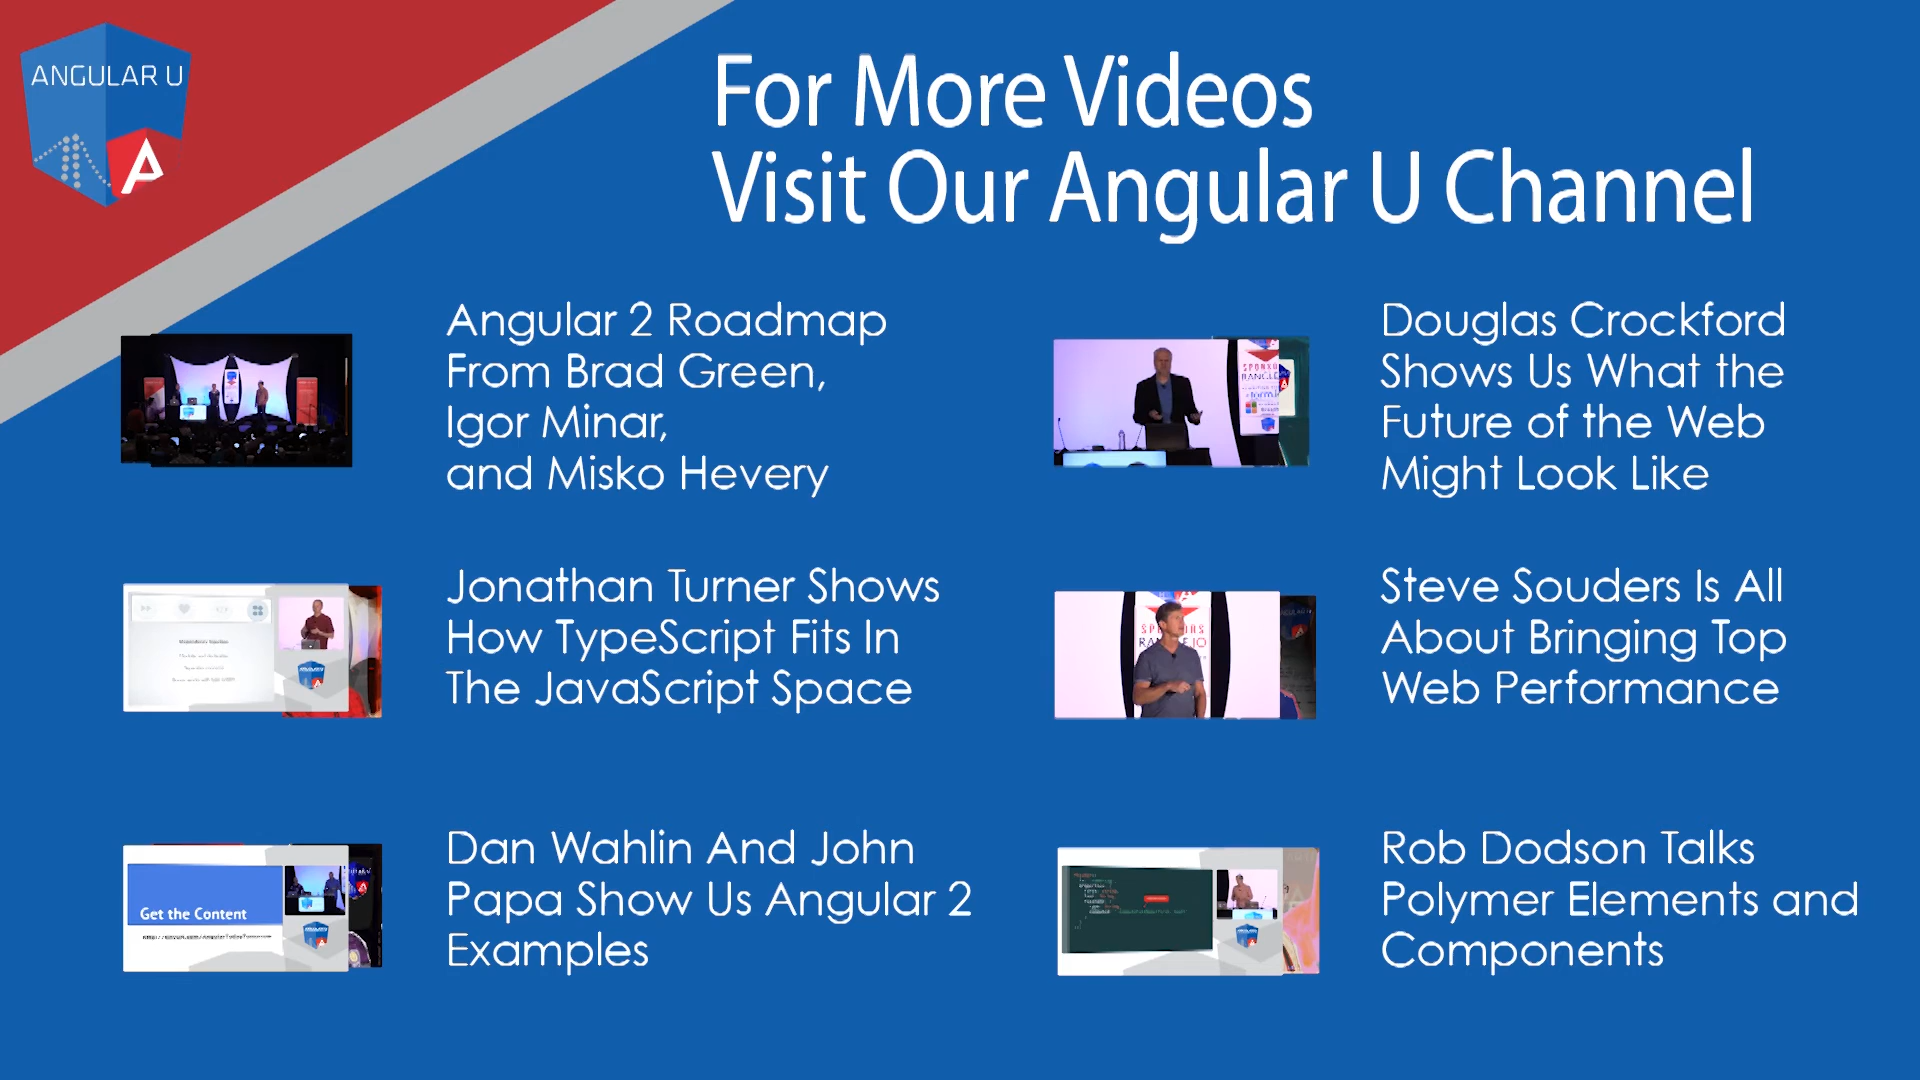 ANGULAR U
For More Videos
Visit Our Angular U Channel
Angular 2 Roadmap
From Brad Green,
Igor Minar,
and Misko Hevery
Douglas Crockford
Shows Us What the
Future of the Web
Might Look Like
Jonathan Turner Shows
How TypeScript Fits In
The JavaScript Space
Steve Souders Is All
About Bringing Top
Web Performance
Get the Content
Dan Wahlin And John
Papa Show Us Angular 2
Examples
Rob Dodson Talks
Polymer Elements and
Components